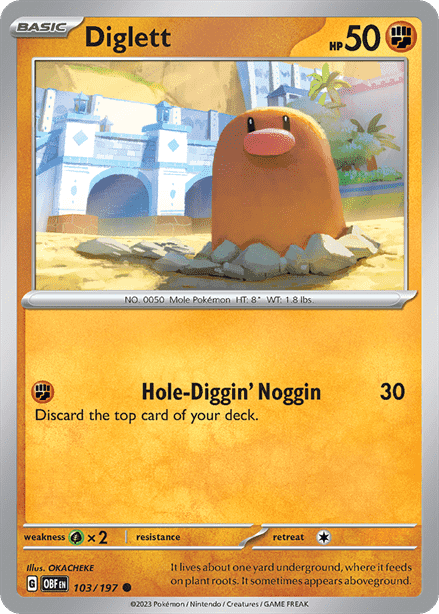 BASIC
Diglett
HP 50
NO. 0050 Mole Pokémon HT: 8" WT: 1.8 lbs.
Hole-Diggin' Noggin 30
Discard the top card of your deck.
weakness ×2 resistance retreat
Illus. OKACHEKE
It lives about one yard underground, where it feeds
on plant roots. It sometimes appears aboveground.
G OBF EN 103/197
©2023 Pokémon / Nintendo / Creatures / GAME FREAK